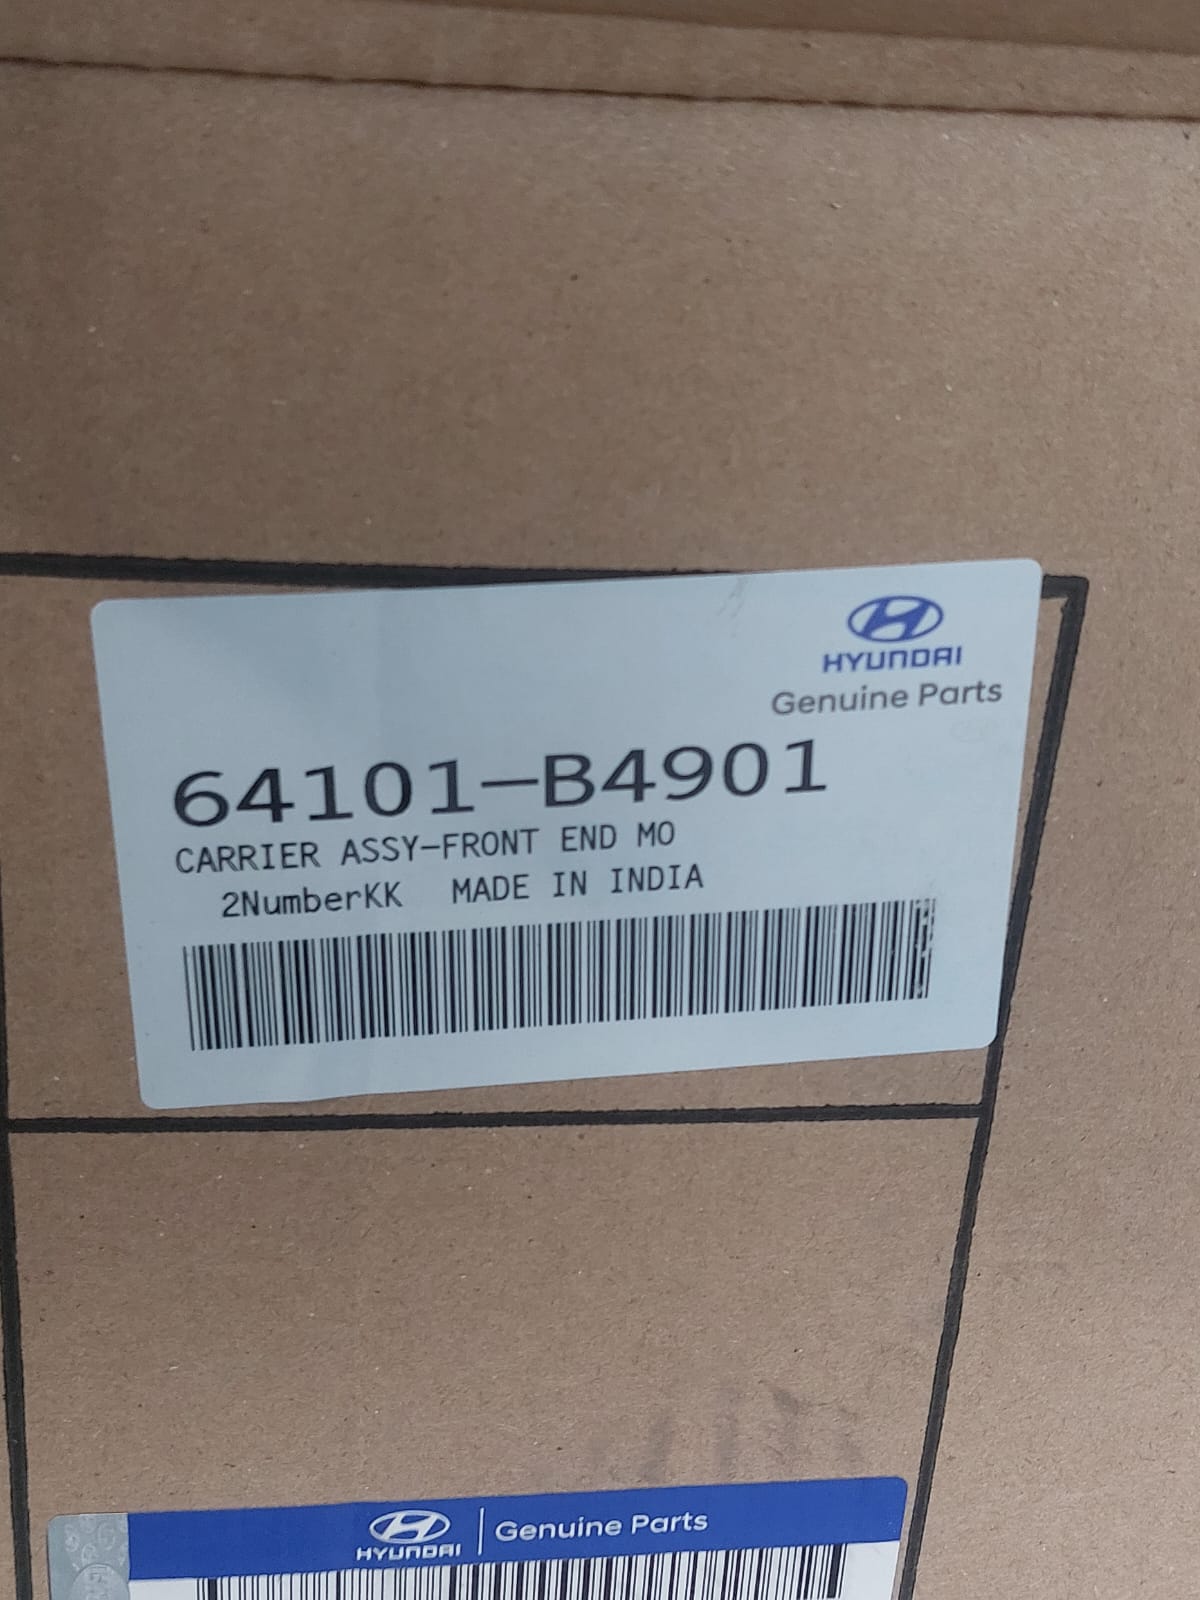 HYUNDAI
Genuine Parts
64101-B4901
CARRIER ASSY-FRONT END MO
2NumberKK MADE IN INDIA
HYUNDAI Genuine Parts